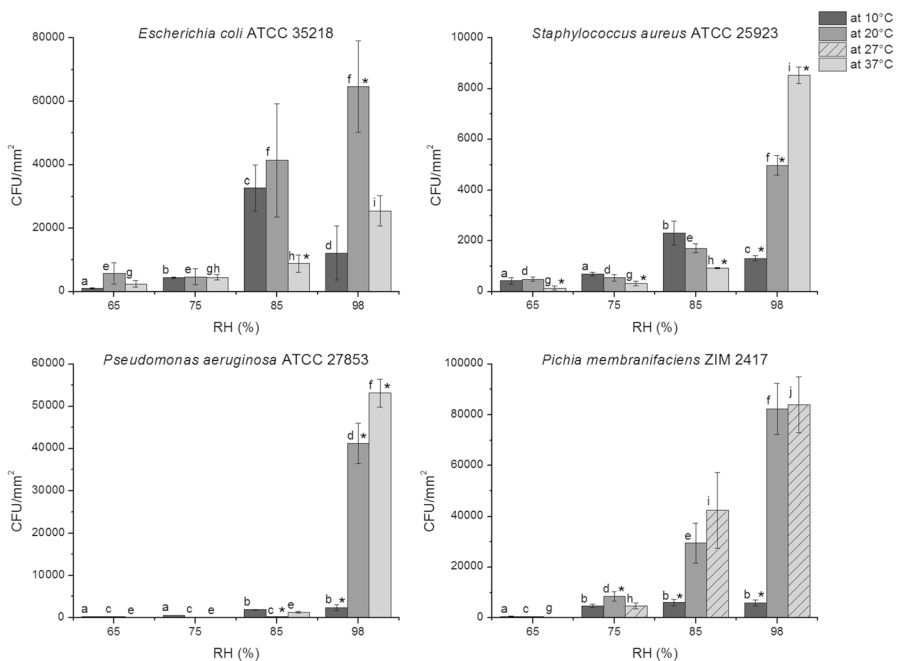 Escherichia coli ATCC 35218
CFU/mm²
80000
60000
40000
20000
0
a
e
g
b
e
gh
c
f
h
*
d
f
*
i
65
75
85
98
RH (%)
Staphylococcus aureus ATCC 25923
CFU/mm²
10000
8000
6000
4000
2000
0
a
d
g
*
a
d
g
*
b
e
h
*
c
*
f
*
i
*
65
75
85
98
RH (%)
at 10°C
at 20°C
at 27°C
at 37°C
Pseudomonas aeruginosa ATCC 27853
CFU/mm²
60000
50000
40000
30000
20000
10000
0
a
c
e
a
c
e
b
c
*
e
b
*
d
*
f
*
65
75
85
98
RH (%)
Pichia membranifaciens ZIM 2417
CFU/mm²
100000
80000
60000
40000
20000
0
a
c
g
b
d
*
h
b
*
e
i
b
*
f
j
65
75
85
98
RH (%)